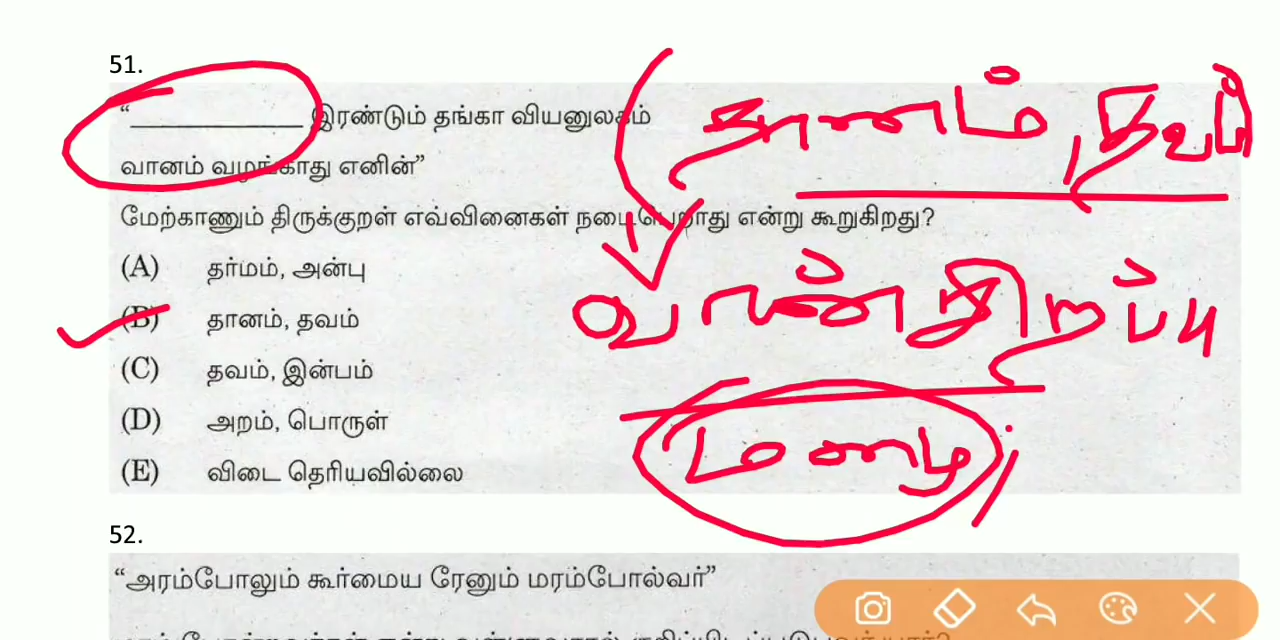 51.
“____________ இரண்டும் தங்கா வியனுலகம்
வானம் வழங்காது எனின்”
மேற்காணும் திருக்குறள் எவ்வினைகள் நடைபெறாது என்று கூறுகிறது?
(A) தர்மம், அன்பு
(B) தானம், தவம்
(C) தவம், இன்பம்
(D) அறம், பொருள்
(E) விடை தெரியவில்லை
தானம், தவம்
வான்சிறப்பு
மழை
52.
“அரம்போலும் கூர்மைய ரேனும் மரம்போல்வர்”